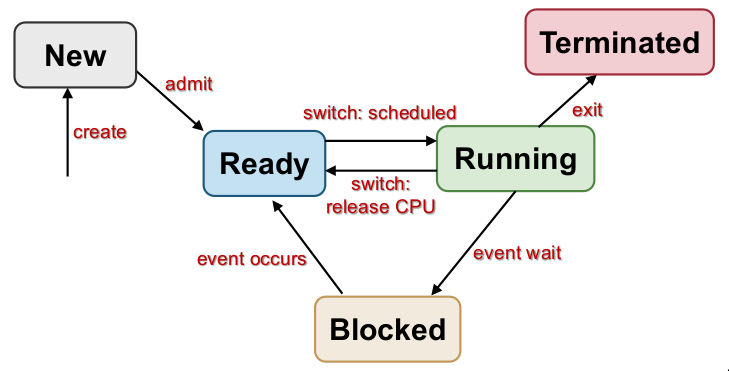 New
Terminated
admit
create
switch: scheduled
exit
Ready
Running
switch:
release CPU
event occurs
event wait
Blocked